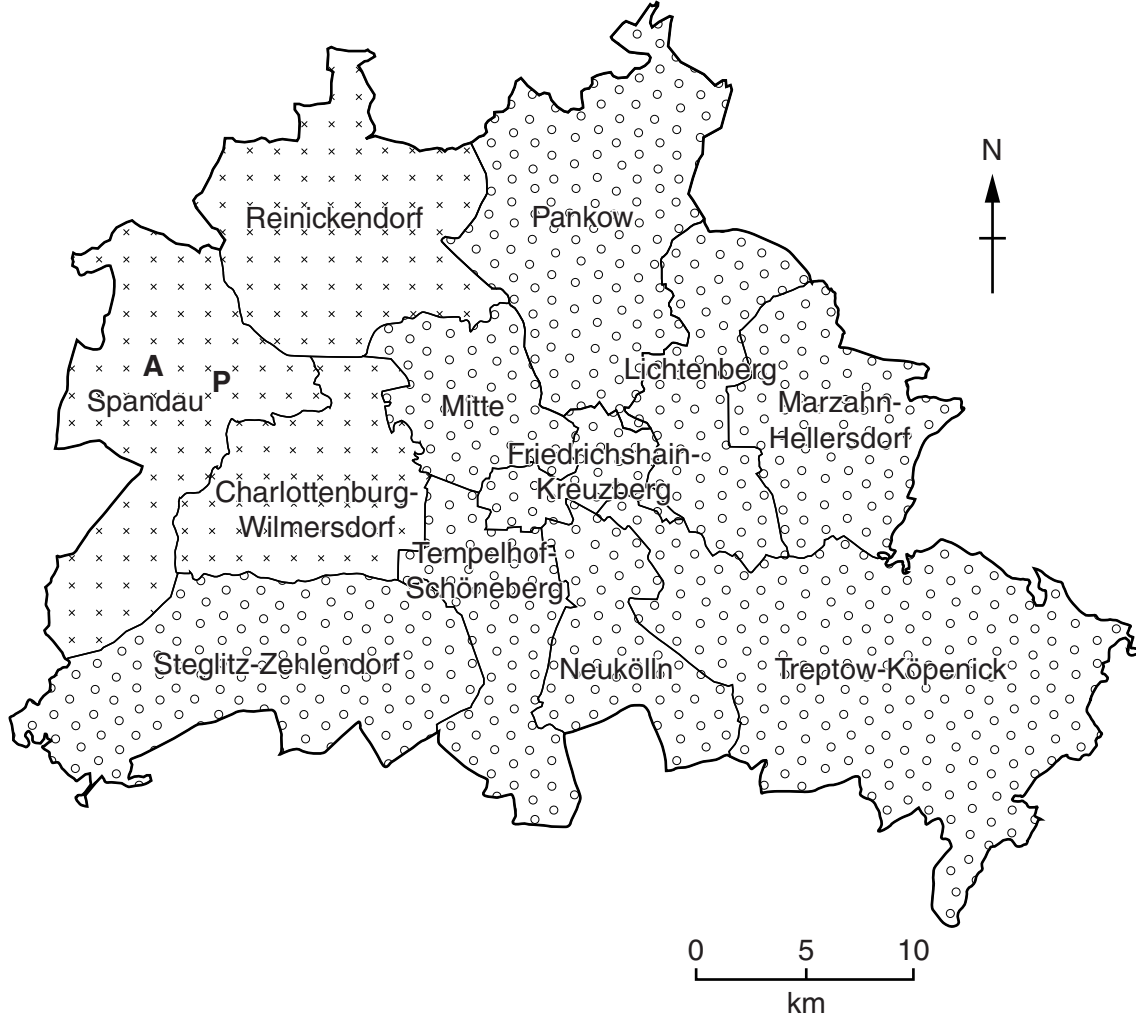 N
Reinickendorf
Pankow
A
P
Spandau
Lichtenberg
Mitte
Marzahn-
Hellersdorf
Friedrichshain-
Kreuzberg
Charlottenburg-
Wilmersdorf
Tempelhof-
Schöneberg
Steglitz-Zehlendorf
Neukölln
Treptow-Köpenick
0 5 10
km